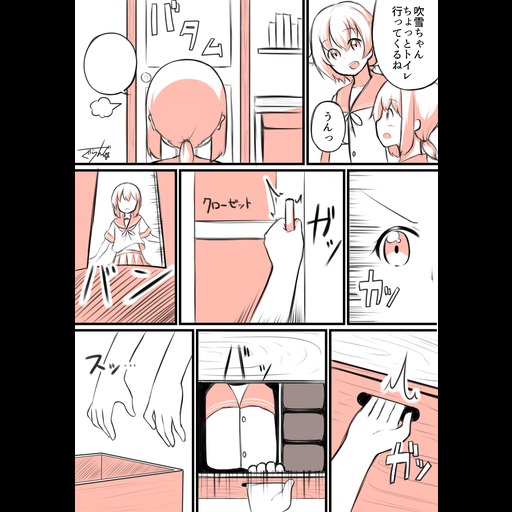 吹雪ちゃん
ちょっとトイレ
行ってくるね
うんっ
バタム
カッ
ガッ
クローゼット
バンッ
ガッ
バッ
スッ…